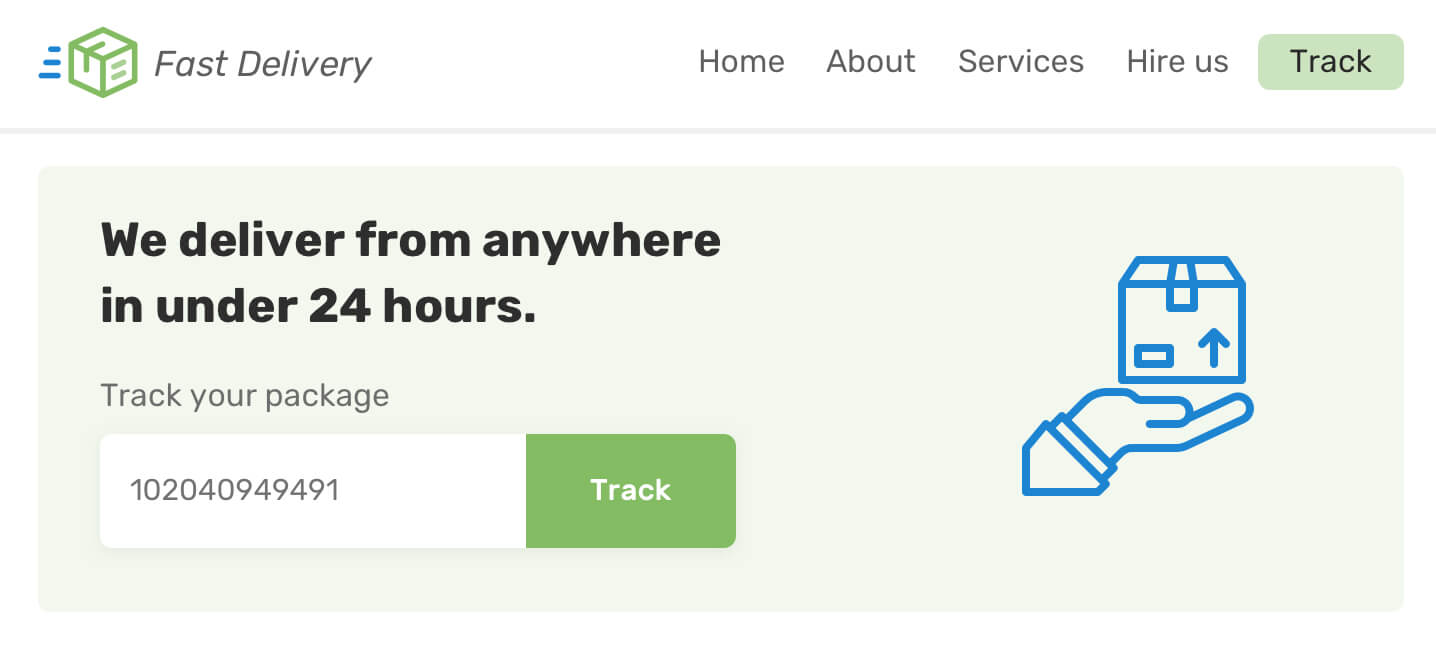 Fast Delivery
Home About Services Hire us Track
We deliver from anywhere
in under 24 hours.
Track your package
102040949491
Track